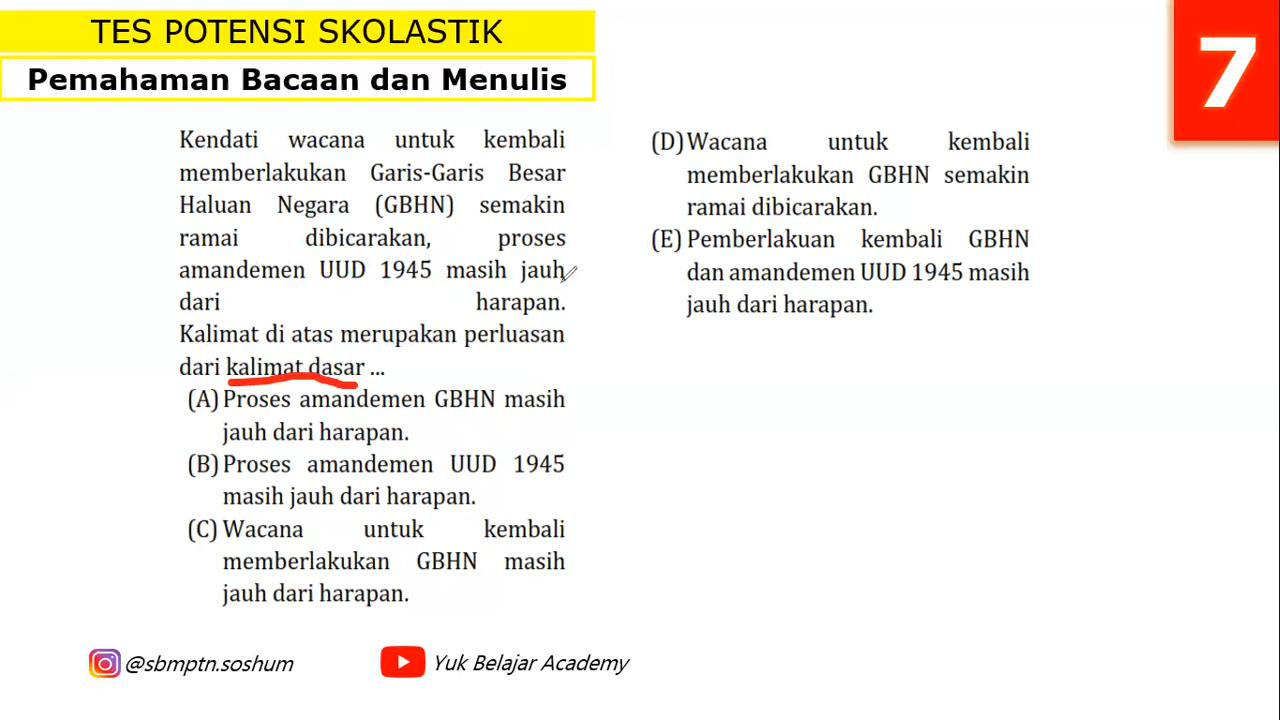 TES POTENSI SKOLASTIK
Pemahaman Bacaan dan Menulis
7
Kendati wacana untuk kembali
memberlakukan Garis-Garis Besar
Haluan Negara (GBHN) semakin
ramai dibicarakan, proses
amandemen UUD 1945 masih jauh
dari harapan.
Kalimat di atas merupakan perluasan
dari kalimat dasar ...
(A) Proses amandemen GBHN masih
jauh dari harapan.
(B) Proses amandemen UUD 1945
masih jauh dari harapan.
(C) Wacana untuk kembali
memberlakukan GBHN masih
jauh dari harapan.
(D) Wacana untuk kembali
memberlakukan GBHN semakin
ramai dibicarakan.
(E) Pemberlakuan kembali GBHN
dan amandemen UUD 1945 masih
jauh dari harapan.
@sbmptn.soshum
Yuk Belajar Academy